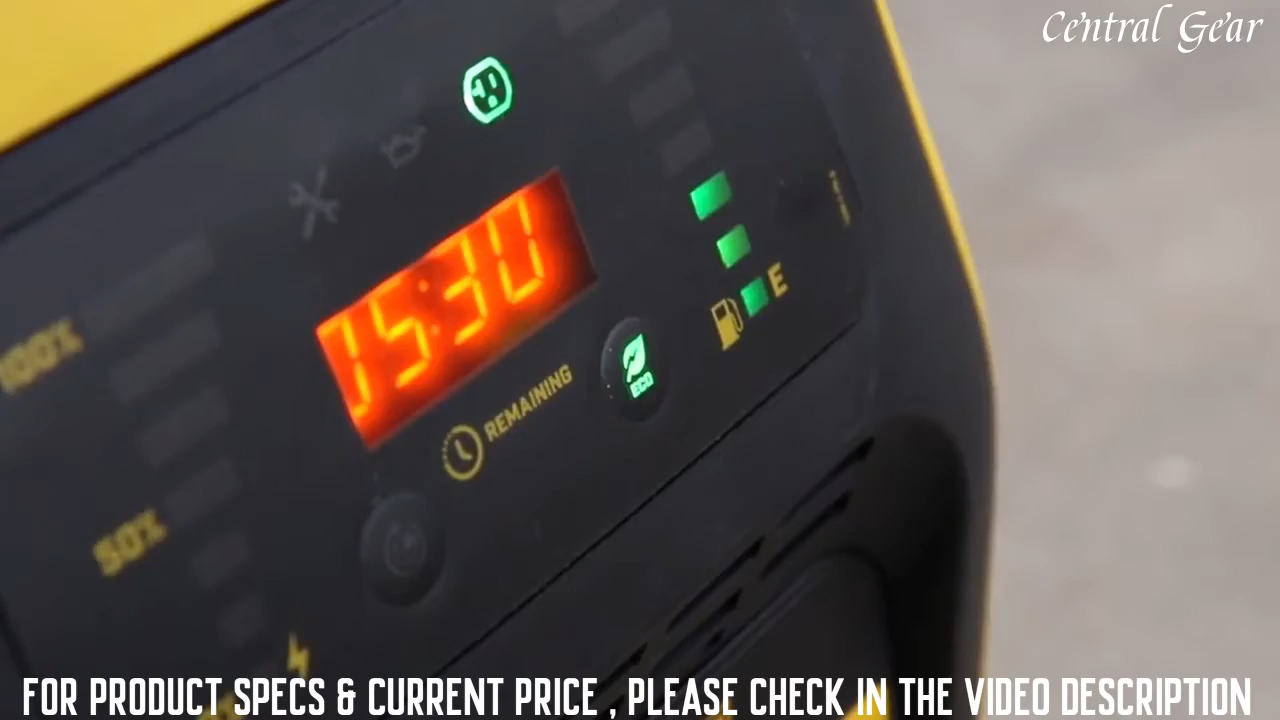 Central Gear
15:30
E
REMAINING
ECO
100%
50%
FOR PRODUCT SPECS & CURRENT PRICE , PLEASE CHECK IN THE VIDEO DESCRIPTION